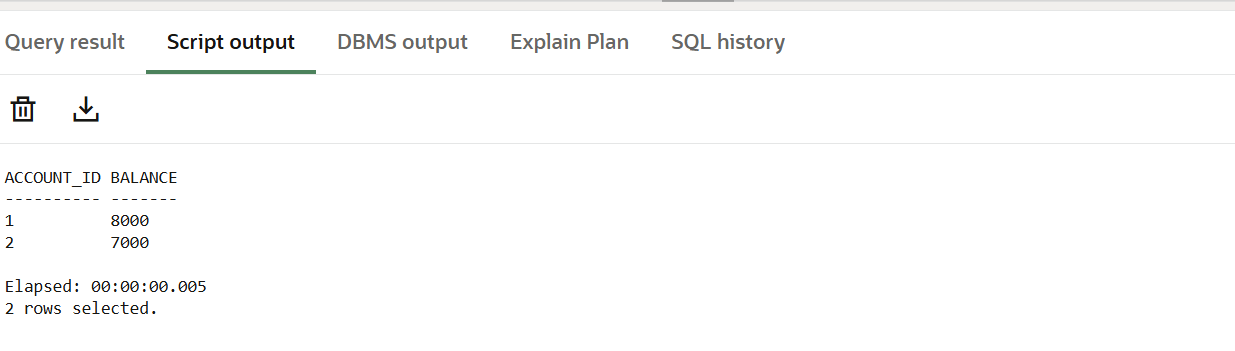 Query result Script output DBMS output Explain Plan SQL history
ACCOUNT_ID BALANCE
---------- -------
1          8000
2          7000
Elapsed: 00:00:00.005
2 rows selected.